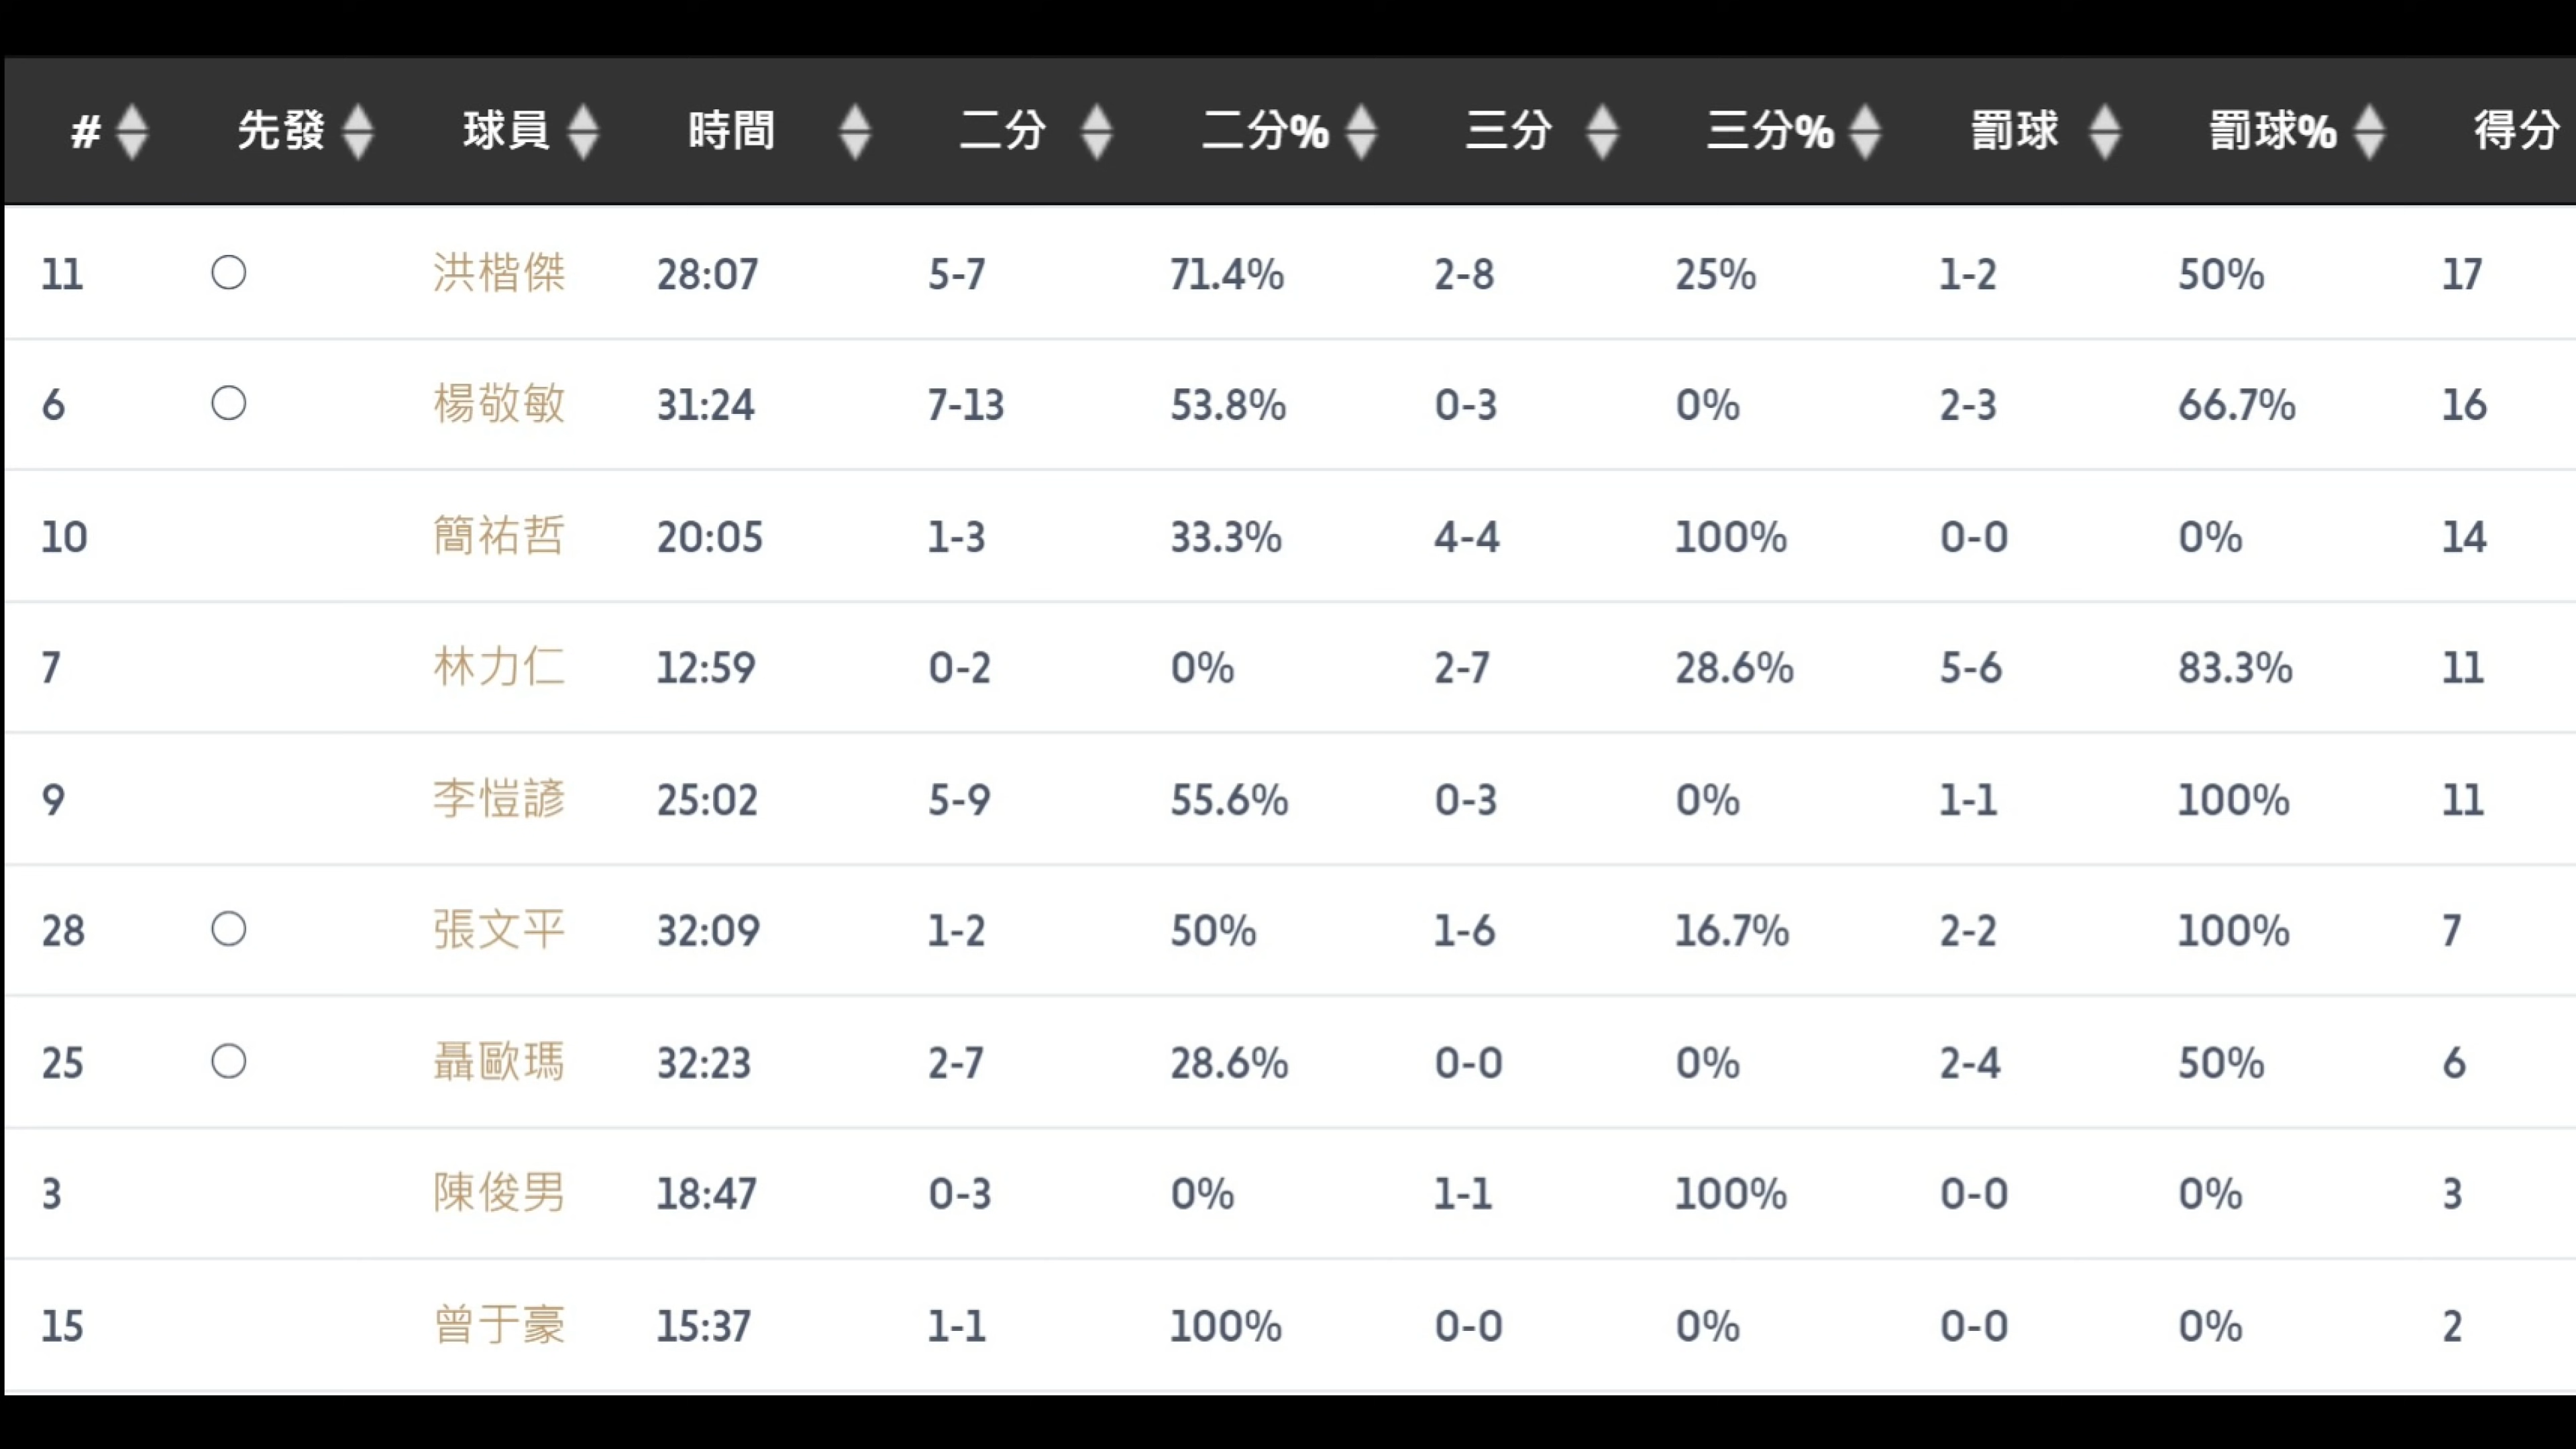 # 先發 球員 時間 二分 二分% 三分 三分% 罰球 罰球% 得分
11 ○ 洪楷傑 28:07 5-7 71.4% 2-8 25% 1-2 50% 17
6 ○ 楊敬敏 31:24 7-13 53.8% 0-3 0% 2-3 66.7% 16
10 簡祐哲 20:05 1-3 33.3% 4-4 100% 0-0 0% 14
7 林力仁 12:59 0-2 0% 2-7 28.6% 5-6 83.3% 11
9 李愷諺 25:02 5-9 55.6% 0-3 0% 1-1 100% 11
28 ○ 張文平 32:09 1-2 50% 1-6 16.7% 2-2 100% 7
25 ○ 聶歐瑪 32:23 2-7 28.6% 0-0 0% 2-4 50% 6
3 陳俊男 18:47 0-3 0% 1-1 100% 0-0 0% 3
15 曾于豪 15:37 1-1 100% 0-0 0% 0-0 0% 2